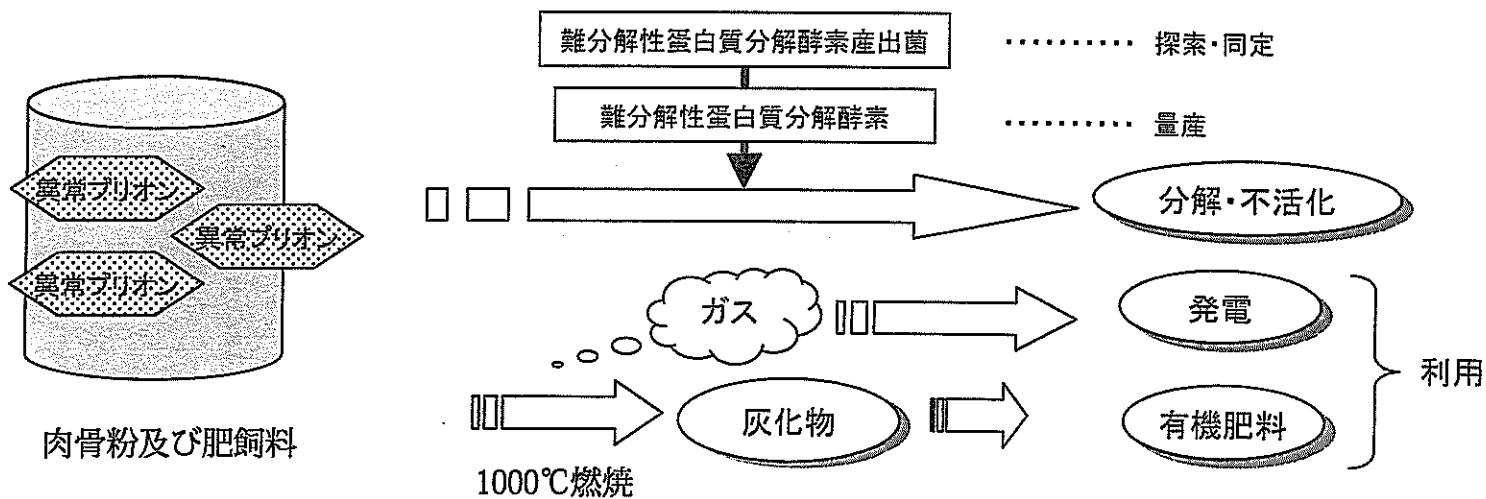 難分解性蛋白質分解酵素産出菌 ・・・・・・・・・・ 探索・同定
難分解性蛋白質分解酵素 ・・・・・・・・・・ 量産
異常プリオン
異常プリオン
異常プリオン
分解・不活化
ガス
発電
利用
灰化物
有機肥料
肉骨粉及び肥飼料
1000℃燃焼